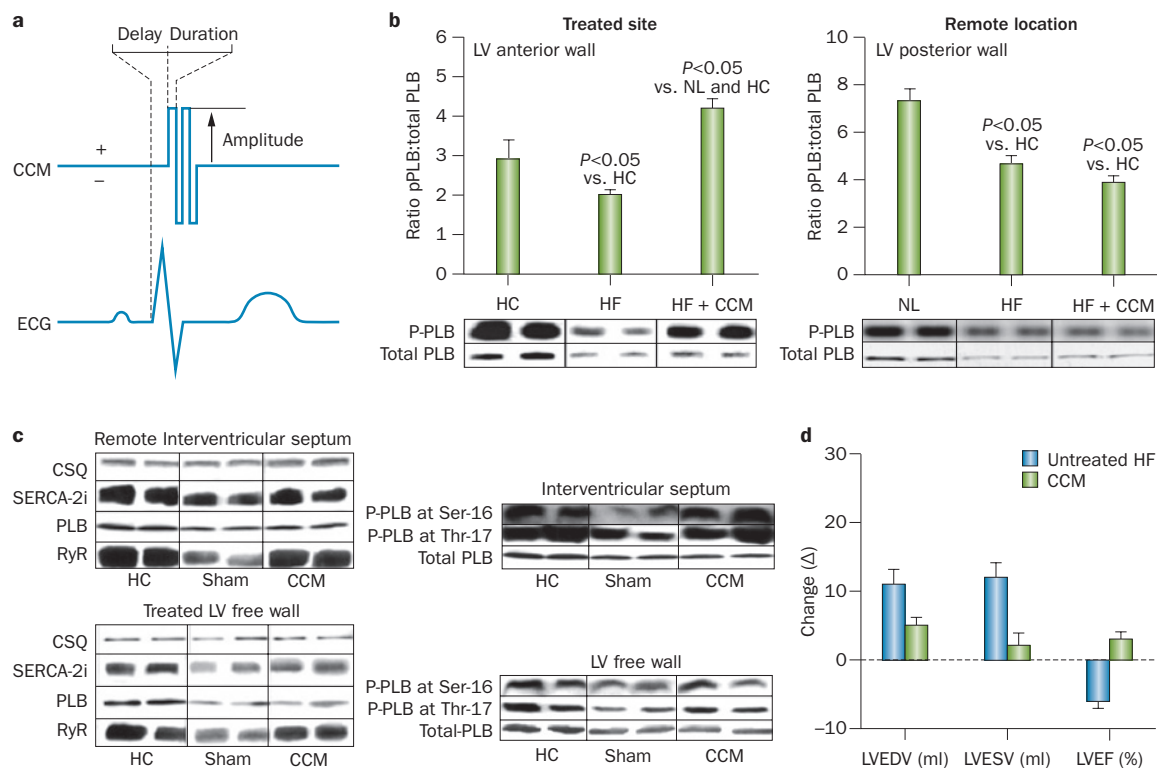 a
Delay Duration
CCM
+
–
Amplitude
ECG
b
Treated site
LV anterior wall
Ratio pPLB:total PLB
6
5
4
3
2
1
0
P<0.05
vs. HC
P<0.05
vs. NL and HC
HC HF HF + CCM
P-PLB
Total PLB
Remote location
LV posterior wall
Ratio pPLB:total PLB
10
8
6
4
2
0
P<0.05
vs. HC
P<0.05
vs. HC
NL HF HF + CCM
P-PLB
Total PLB
c
Remote Interventricular septum
CSQ
SERCA-2i
PLB
RyR
HC Sham CCM
Treated LV free wall
CSQ
SERCA-2i
PLB
RyR
HC Sham CCM
Interventricular septum
P-PLB at Ser-16
P-PLB at Thr-17
Total PLB
HC Sham CCM
LV free wall
P-PLB at Ser-16
P-PLB at Thr-17
Total-PLB
HC Sham CCM
d
Untreated HF
CCM
Change (Δ)
30
20
10
0
–10
LVEDV (ml) LVESV (ml) LVEF (%)